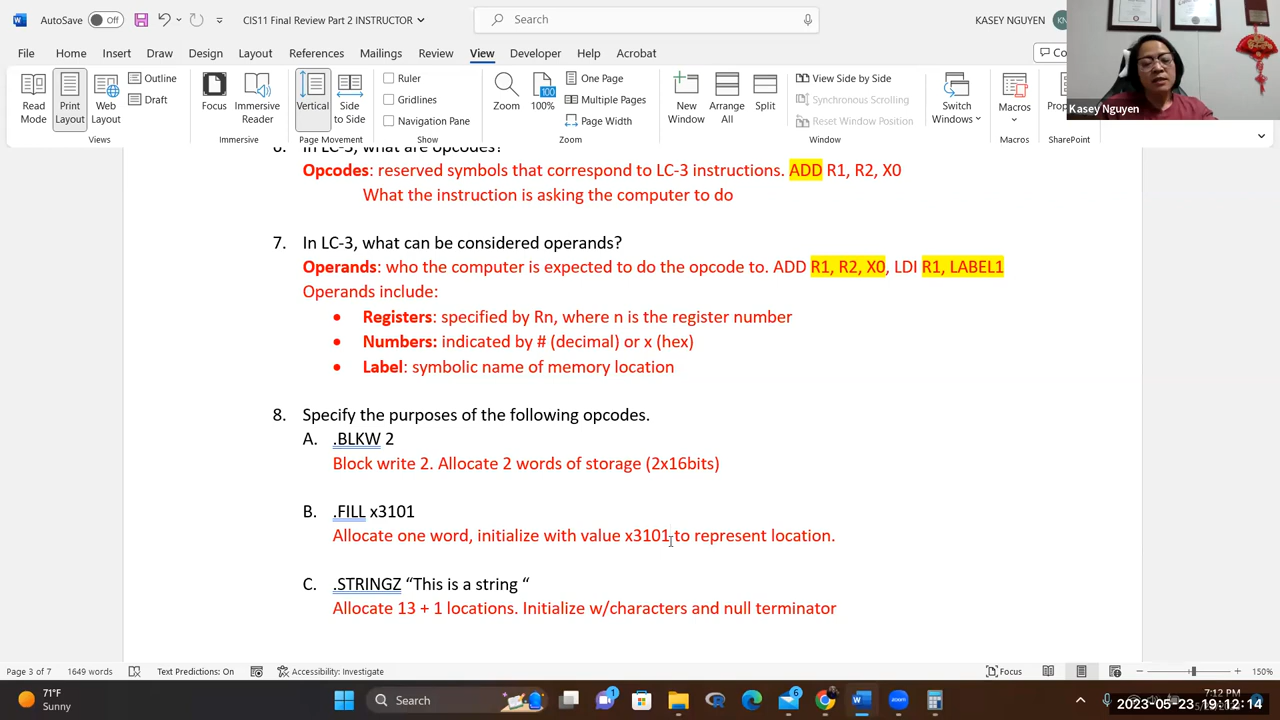 AutoSave Off CIS11 Final Review Part 2 INSTRUCTOR Search KASEY NGUYEN KN
File Home Insert Draw Design Layout References Mailings Review View Developer Help Acrobat Co
Read Mode Print Layout Web Layout Outline Draft Views
Focus Immersive Reader Immersive
Vertical Side to Side Page Movement
Ruler Gridlines Navigation Pane Show
Zoom 100% One Page Multiple Pages Page Width Zoom
New Window Arrange All Split View Side by Side Synchronous Scrolling Reset Window Position Window
Switch Windows Macros Macros SharePoint
Kasey Nguyen
6. In LC-3, what are opcodes?
Opcodes: reserved symbols that correspond to LC-3 instructions. ADD R1, R2, X0
What the instruction is asking the computer to do
7. In LC-3, what can be considered operands?
Operands: who the computer is expected to do the opcode to. ADD R1, R2, X0, LDI R1, LABEL1
Operands include:
• Registers: specified by Rn, where n is the register number
• Numbers: indicated by # (decimal) or x (hex)
• Label: symbolic name of memory location
8. Specify the purposes of the following opcodes.
A. .BLKW 2
Block write 2. Allocate 2 words of storage (2x16bits)
B. .FILL x3101
Allocate one word, initialize with value x3101 to represent location.
C. .STRINGZ “This is a string “
Allocate 13 + 1 locations. Initialize w/characters and null terminator
Page 3 of 7 1649 words Text Predictions: On Accessibility: Investigate Focus 150%
71°F
Sunny
Search
1
6
7:12 PM
2023-05-23 19:12:14